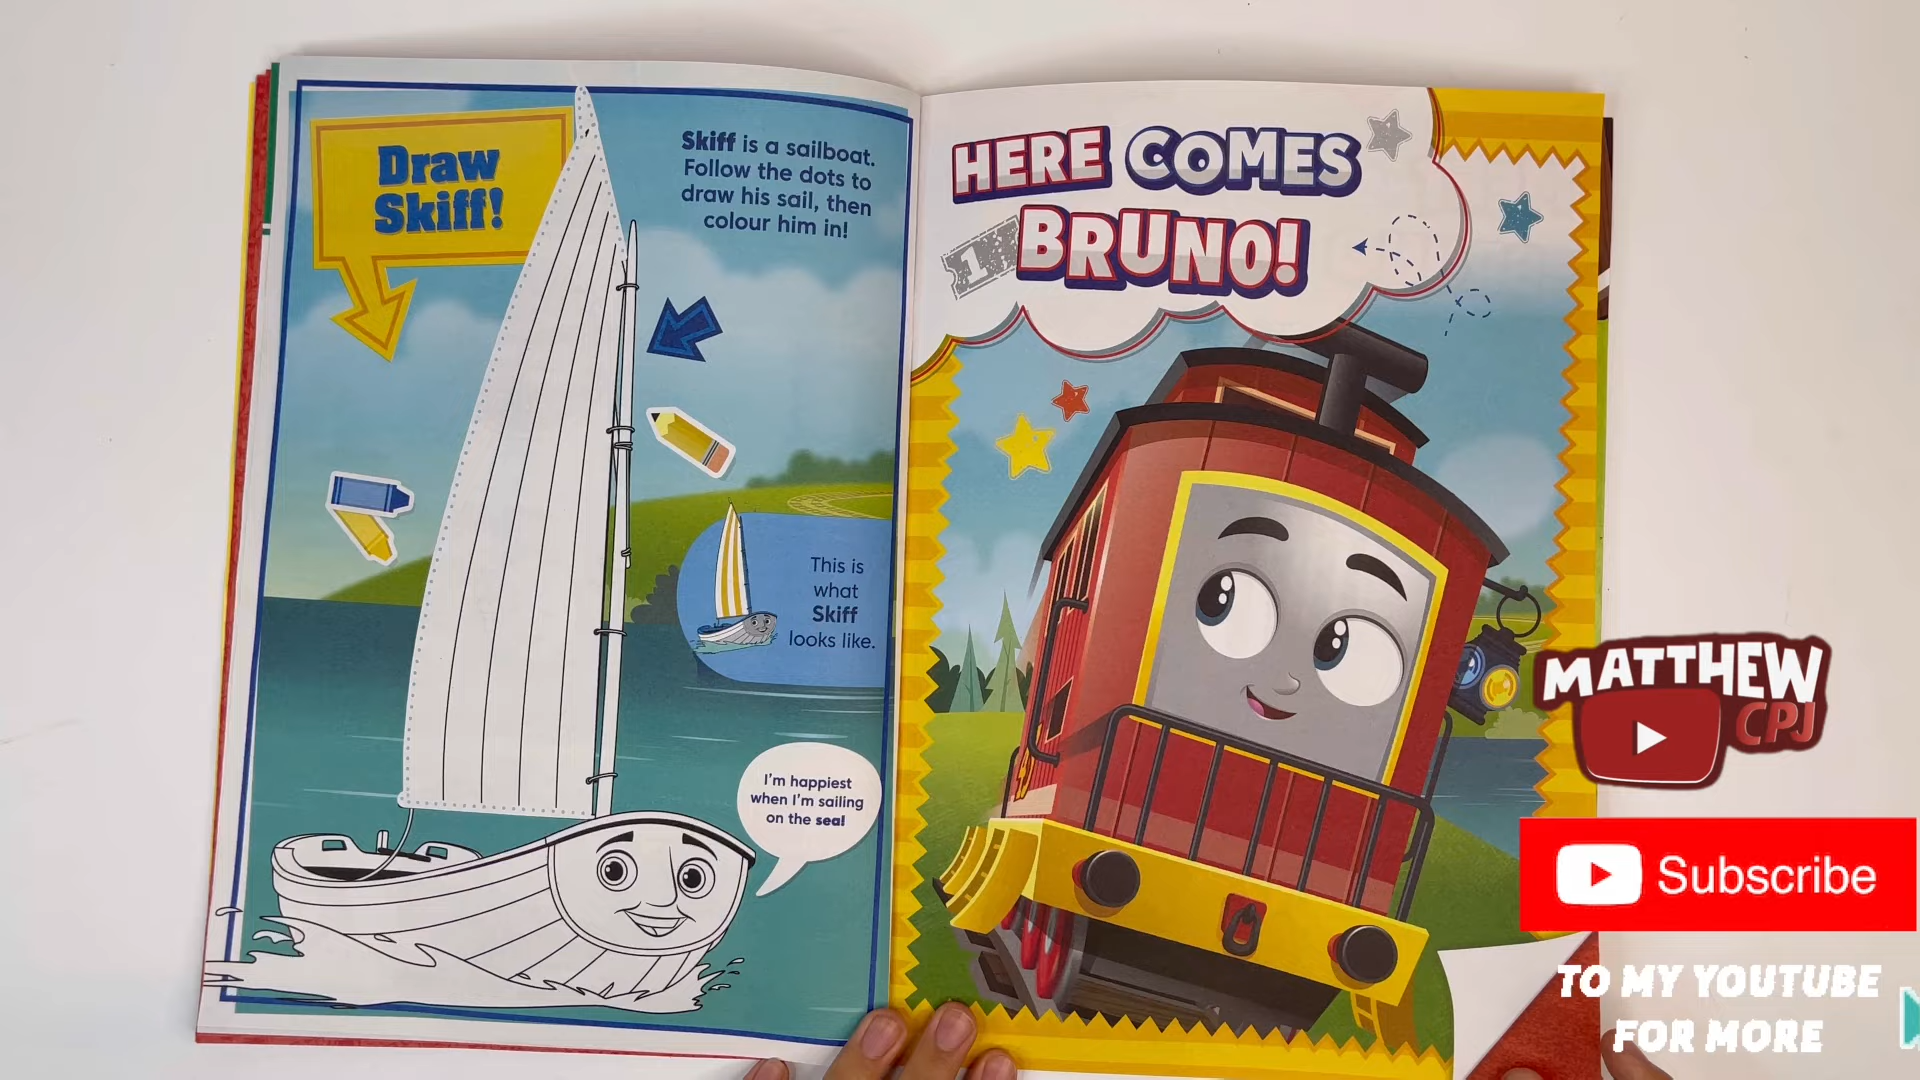 Draw
Skiff!
Skiff is a sailboat.
Follow the dots to
draw his sail, then
colour him in!
This is
what
Skiff
looks like.
I'm happiest
when I'm sailing
on the sea!
HERE COMES
1
BRUNO!
MATTHEW
CPJ
Subscribe
TO MY YOUTUBE
FOR MORE